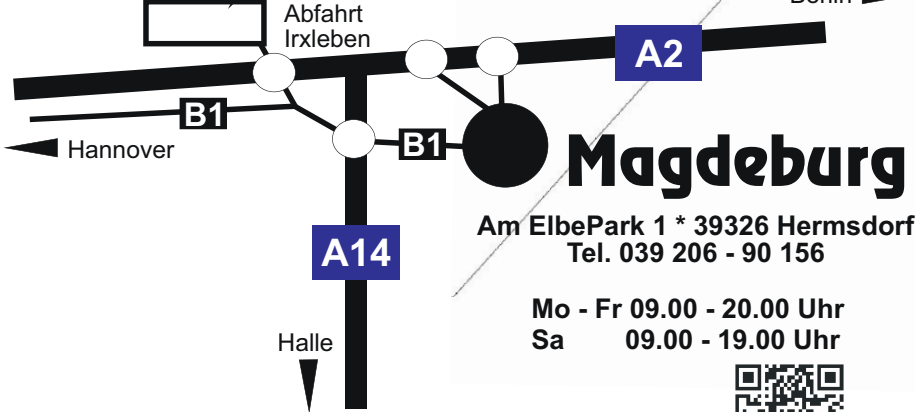 Berlin
Abfahrt
Irxleben
A2
B1
B1
Hannover
Magdeburg
Am ElbePark 1 * 39326 Hermsdorf
Tel. 039 206 - 90 156
A14
Mo - Fr 09.00 - 20.00 Uhr
Sa 09.00 - 19.00 Uhr
Halle